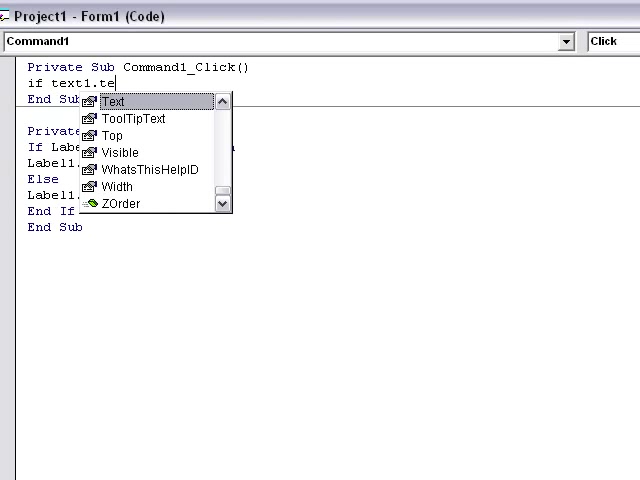 Project1 - Form1 (Code)
Command1 Click
Private Sub Command1_Click()
if text1.te
End Sub
Text
ToolTipText
Top
Visible
WhatsThisHelpID
Width
ZOrder
Private
If
Label1.
Else
Label1.
End If
End Sub